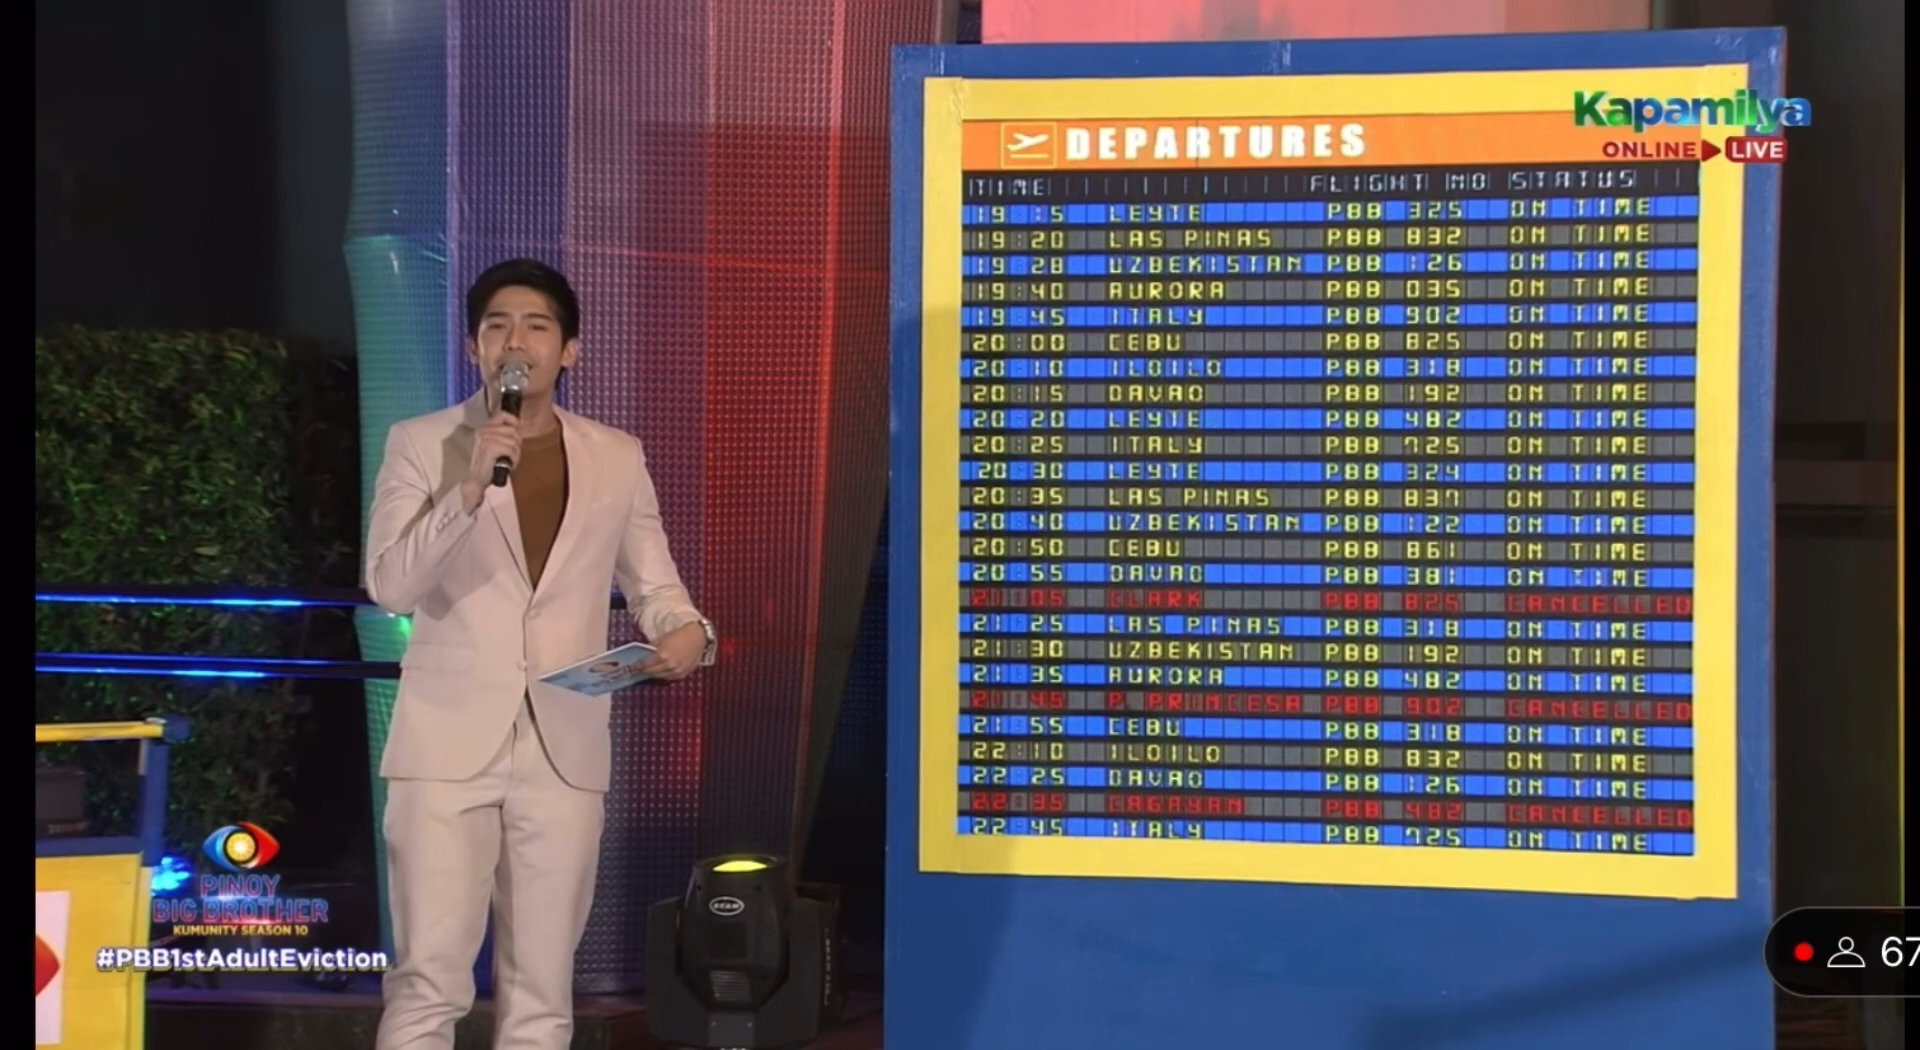 Kapamilya
ONLINE LIVE
DEPARTURES
TIME FLIGHT NO STATUS
19:15 LEYTE PBB 325 ON TIME
19:20 LAS PINAS PBB 832 ON TIME
19:28 UZBEKISTAN PBB 126 ON TIME
19:40 AURORA PBB 035 ON TIME
19:45 ITALY PBB 902 ON TIME
20:00 CEBU PBB 825 ON TIME
20:10 ILOILO PBB 318 ON TIME
20:15 DAVAO PBB 192 ON TIME
20:20 LEYTE PBB 482 ON TIME
20:25 ITALY PBB 725 ON TIME
20:30 LEYTE PBB 324 ON TIME
20:35 LAS PINAS PBB 837 ON TIME
20:40 UZBEKISTAN PBB 122 ON TIME
20:50 CEBU PBB 861 ON TIME
20:55 DAVAO PBB 381 ON TIME
21:05 CLARK PBB 825 CANCELLED
21:25 LAS PINAS PBB 318 ON TIME
21:30 UZBEKISTAN PBB 192 ON TIME
21:35 AURORA PBB 482 ON TIME
21:45 P. PRINCESA PBB 902 CANCELLED
21:55 CEBU PBB 318 ON TIME
22:10 ILOILO PBB 832 ON TIME
22:25 DAVAO PBB 126 ON TIME
22:35 CAGAYAN PBB 482 CANCELLED
22:45 ITALY PBB 725 ON TIME
PINOY
BIG BROTHER
KUMUNITY SEASON 10
#PBB1stAdultEviction
67